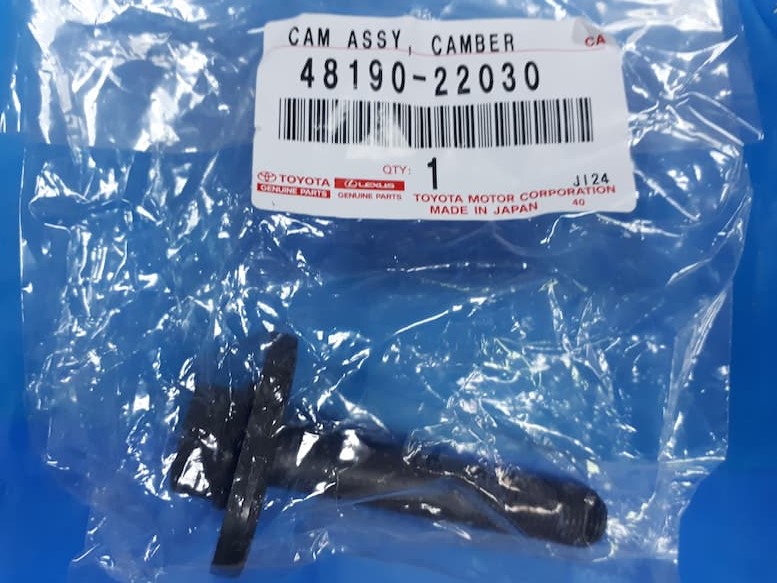 CAM ASSY, CAMBER CA
48190-22030
QTY: 1 JI24
TOYOTA LEXUS TOYOTA MOTOR CORPORATION
GENUINE PARTS GENUINE PARTS MADE IN JAPAN 40